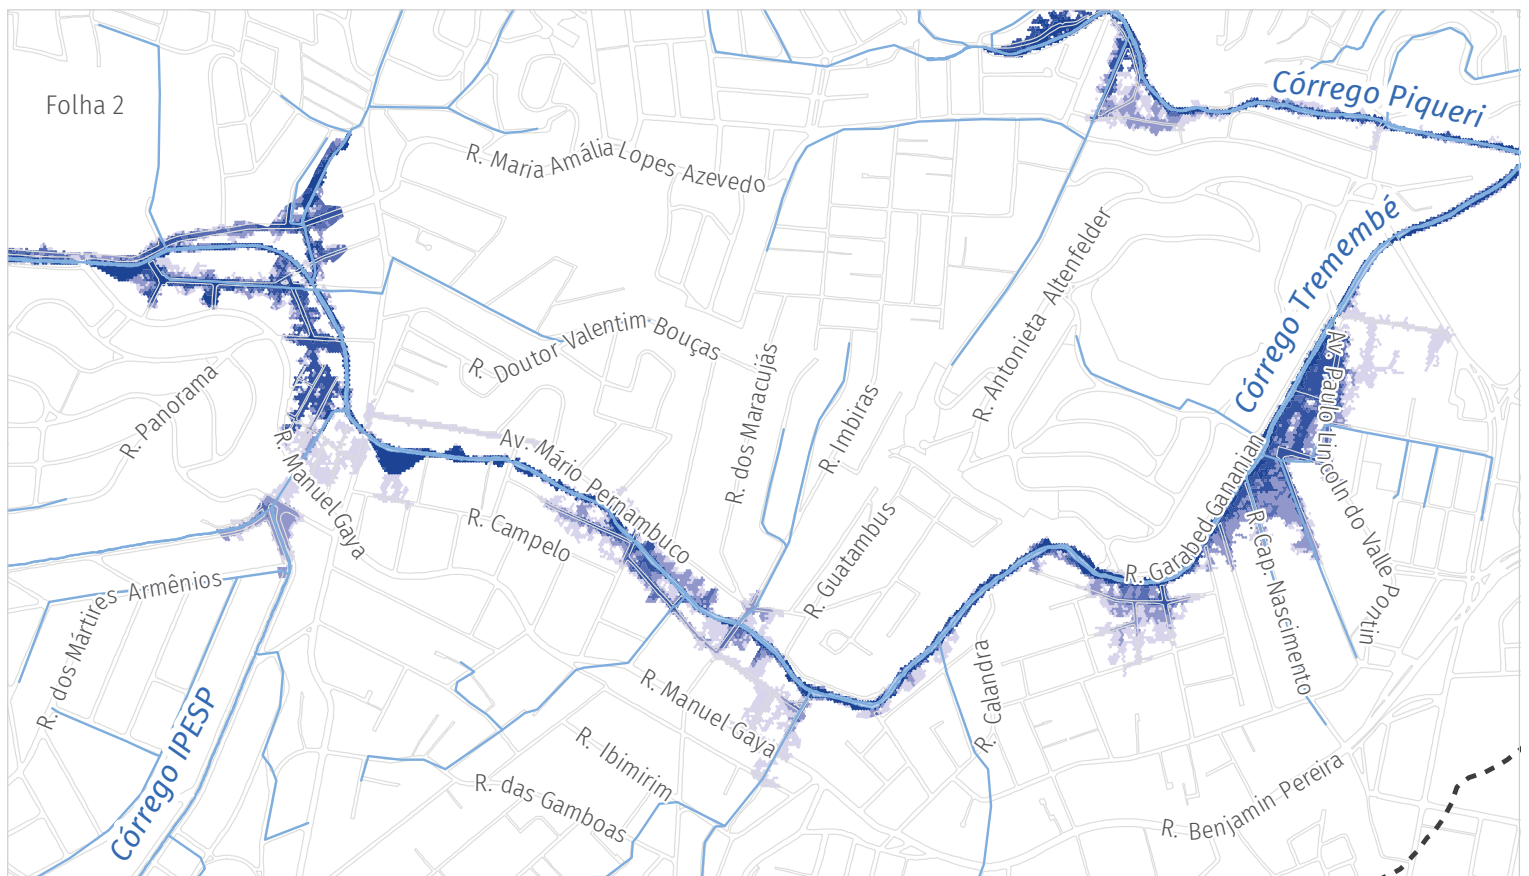 Folha 2
Córrego Piqueri
R. Maria Amália Lopes Azevedo
Córrego Tremembé
R. Antonieta Altenfelder
R. Doutor Valentim Bouças
R. dos Maracujás
R. Imbiras
R. Panorama
Av. Paulo Lincoln do Valle Pontin
Av. Mário Pernambuco
R. Manuel Gaya
R. Campelo
R. Guatambus
R. Garabed Gananian
R. Cap. Nascimento
R. dos Mártires Armênios
R. Calandra
R. Manuel Gaya
Córrego IPESP
R. Ibimirim
R. das Gamboas
R. Benjamin Pereira